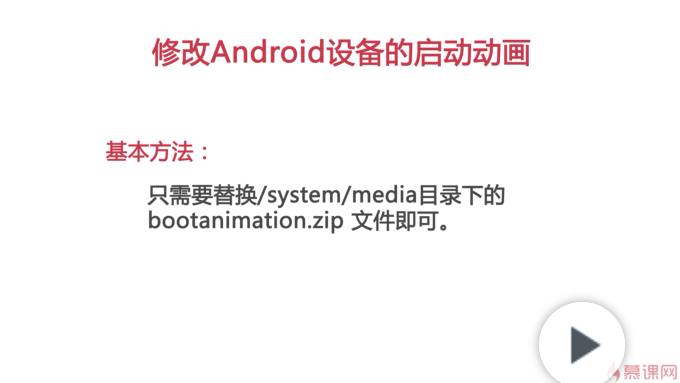 修改Android设备的启动动画
基本方法：
只需要替换/system/media目录下的
bootanimation.zip 文件即可。
慕课网